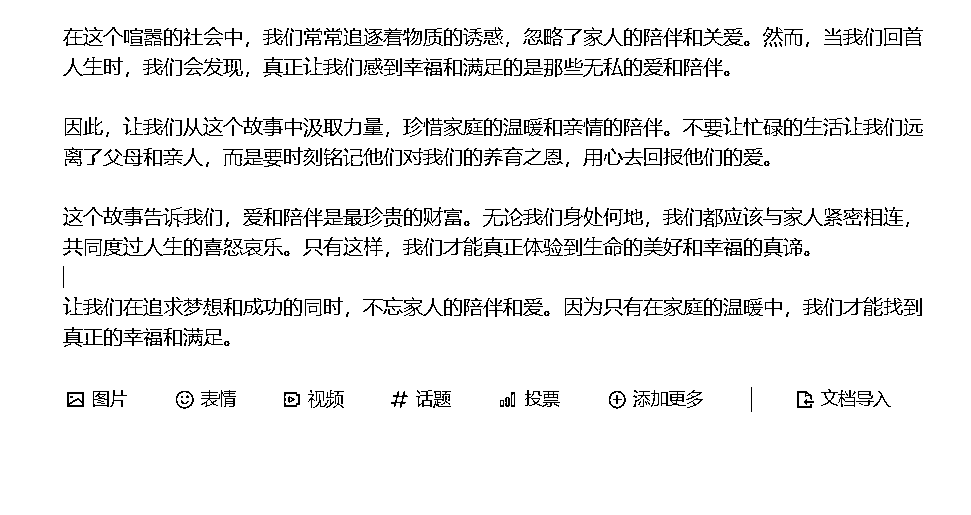 在这个喧嚣的社会中，我们常常追逐着物质的诱惑，忽略了家人的陪伴和关爱。然而，当我们回首
人生时，我们会发现，真正让我们感到幸福和满足的是那些无私的爱和陪伴。
因此，让我们从这个故事中汲取力量，珍惜家庭的温暖和亲情的陪伴。不要让忙碌的生活让我们远
离了父母和亲人，而是要时刻铭记他们对我们的养育之恩，用心去回报他们的爱。
这个故事告诉我们，爱和陪伴是最珍贵的财富。无论我们身处何地，我们都应该与家人紧密相连，
共同度过人生的喜怒哀乐。只有这样，我们才能真正体验到生命的美好和幸福的真谛。
让我们在追求梦想和成功的同时，不忘家人的陪伴和爱。因为只有在家庭的温暖中，我们才能找到
真正的幸福和满足。
图片 表情 视频 # 话题 投票 添加更多 文档导入